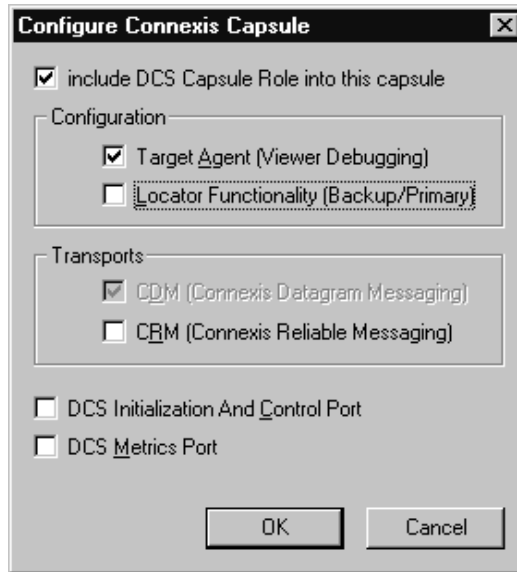 Configure Connexis Capsule
include DCS Capsule Role into this capsule
Configuration
Target Agent (Viewer Debugging)
Locator Functionality (Backup/Primary)
Transports
CDM (Connexis Datagram Messaging)
CRM (Connexis Reliable Messaging)
DCS Initialization And Control Port
DCS Metrics Port
OK Cancel